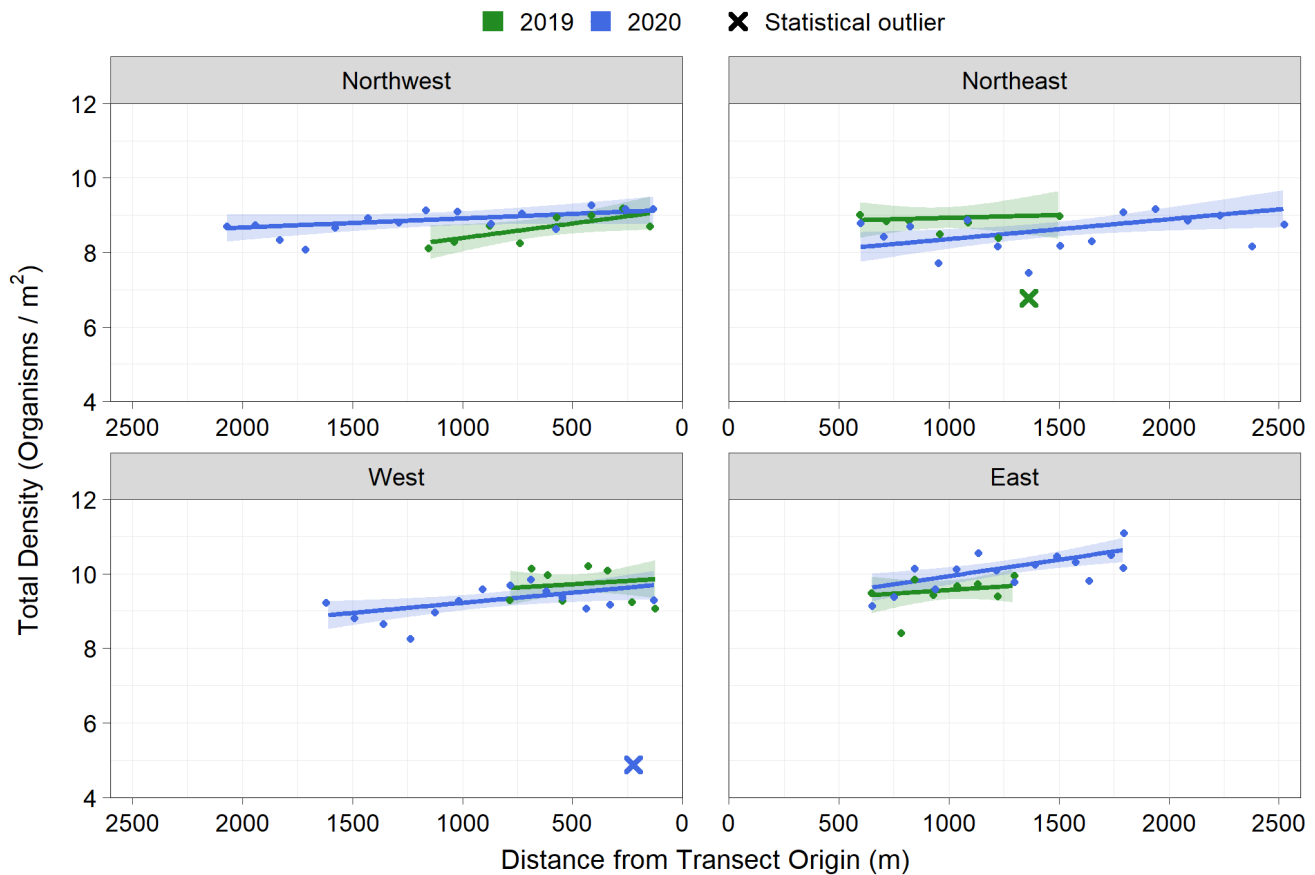 2019 2020 Statistical outlier
Northwest Northeast
12
10
8
6
4
2500 2000 1500 1000 500 0 0 500 1000 1500 2000 2500
West East
12
10
8
6
4
2500 2000 1500 1000 500 0 0 500 1000 1500 2000 2500
Distance from Transect Origin (m)
Total Density (Organisms / m²)